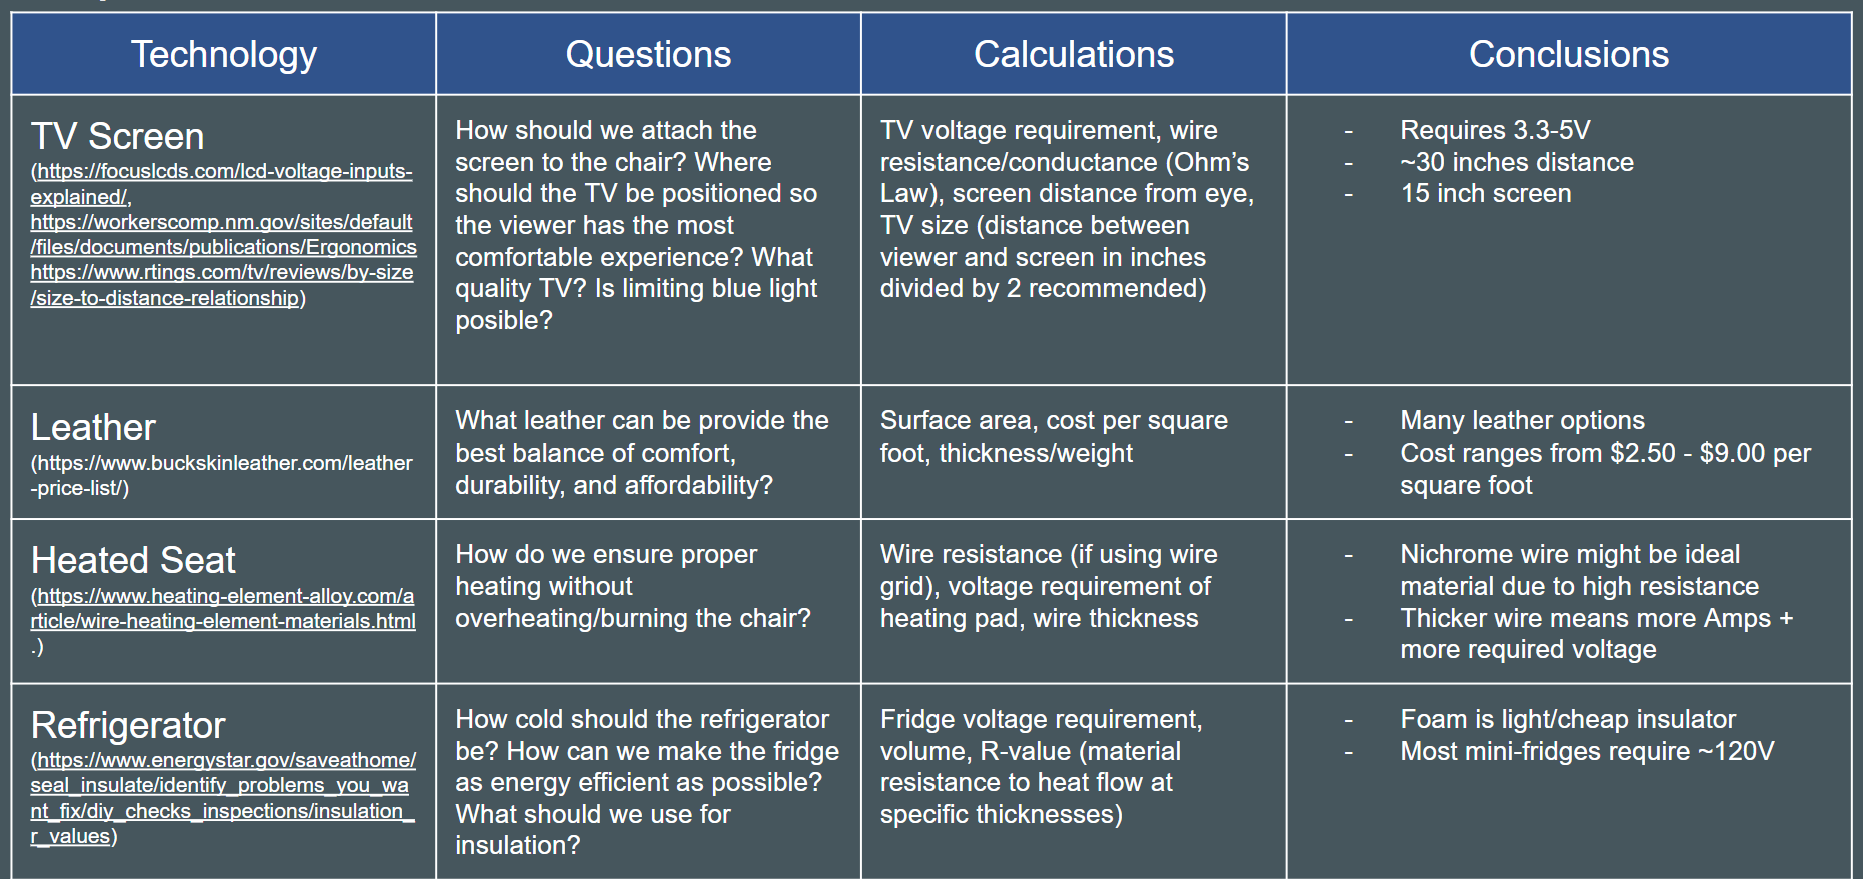 Technology
Questions
Calculations
Conclusions
TV Screen
(https://focuslcds.com/lcd-voltage-inputs-
explained/,
https://workerscomp.nm.gov/sites/default
/files/documents/publications/Ergonomics
https://www.rtings.com/tv/reviews/by-size
/size-to-distance-relationship)
How should we attach the
screen to the chair? Where
should the TV be positioned so
the viewer has the most
comfortable experience? What
quality TV? Is limiting blue light
posible?
TV voltage requirement, wire
resistance/conductance (Ohm's
Law), screen distance from eye,
TV size (distance between
viewer and screen in inches
divided by 2 recommended)
- Requires 3.3-5V
- ~30 inches distance
- 15 inch screen
Leather
(https://www.buckskinleather.com/leather
-price-list/)
What leather can be provide the
best balance of comfort,
durability, and affordability?
Surface area, cost per square
foot, thickness/weight
- Many leather options
- Cost ranges from $2.50 - $9.00 per
square foot
Heated Seat
(https://www.heating-element-alloy.com/a
rticle/wire-heating-element-materials.html
.)
How do we ensure proper
heating without
overheating/burning the chair?
Wire resistance (if using wire
grid), voltage requirement of
heating pad, wire thickness
- Nichrome wire might be ideal
material due to high resistance
- Thicker wire means more Amps +
more required voltage
Refrigerator
(https://www.energystar.gov/saveathome/
seal_insulate/identify_problems_you_wa
nt_fix/diy_checks_inspections/insulation_
r_values)
How cold should the refrigerator
be? How can we make the fridge
as energy efficient as possible?
What should we use for
insulation?
Fridge voltage requirement,
volume, R-value (material
resistance to heat flow at
specific thicknesses)
- Foam is light/cheap insulator
- Most mini-fridges require ~120V